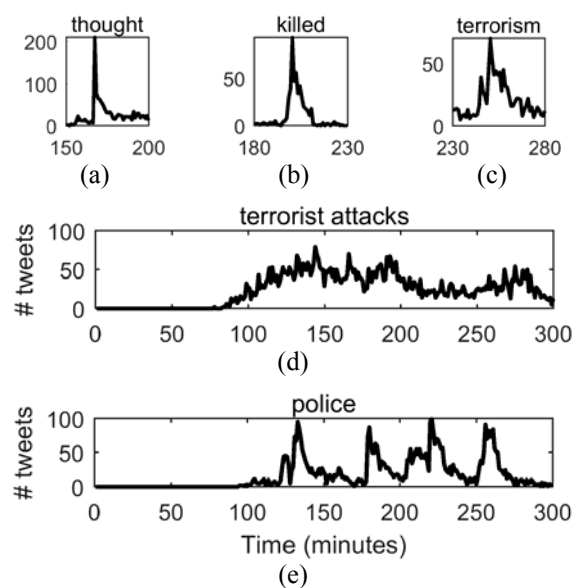 thought
killed
terrorism
200
100
0
150 200
50
0
180 230
50
0
230 280
(a)
(b)
(c)
terrorist attacks
# tweets
100
50
0
0 50 100 150 200 250 300
(d)
police
# tweets
100
50
0
0 50 100 150 200 250 300
Time (minutes)
(e)